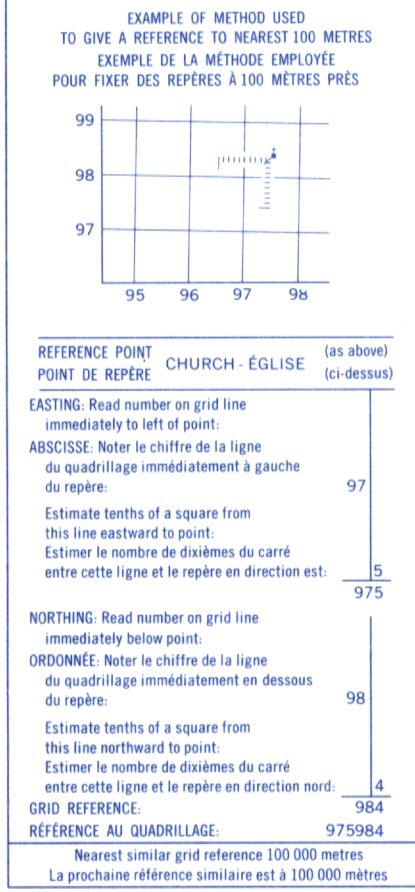 EXAMPLE OF METHOD USED
TO GIVE A REFERENCE TO NEAREST 100 METRES
EXEMPLE DE LA MÉTHODE EMPLOYÉE
POUR FIXER DES REPÈRES À 100 MÈTRES PRÈS
99
98
97
95 96 97 98
REFERENCE POINT
POINT DE REPÈRE
CHURCH - ÉGLISE
(as above)
(ci-dessus)
EASTING: Read number on grid line
immediately to left of point:
ABSCISSE: Noter le chiffre de la ligne
du quadrillage immédiatement à gauche
du repère: 97
Estimate tenths of a square from
this line eastward to point:
Estimer le nombre de dixièmes du carré
entre cette ligne et le repère en direction est: 5
975
NORTHING: Read number on grid line
immediately below point:
ORDONNÉE: Noter le chiffre de la ligne
du quadrillage immédiatement en dessous
du repère: 98
Estimate tenths of a square from
this line northward to point:
Estimer le nombre de dixièmes du carré
entre cette ligne et le repère en direction nord: 4
GRID REFERENCE: 984
RÉFÉRENCE AU QUADRILLAGE: 975984
Nearest similar grid reference 100 000 metres
La prochaine référence similaire est à 100 000 mètres